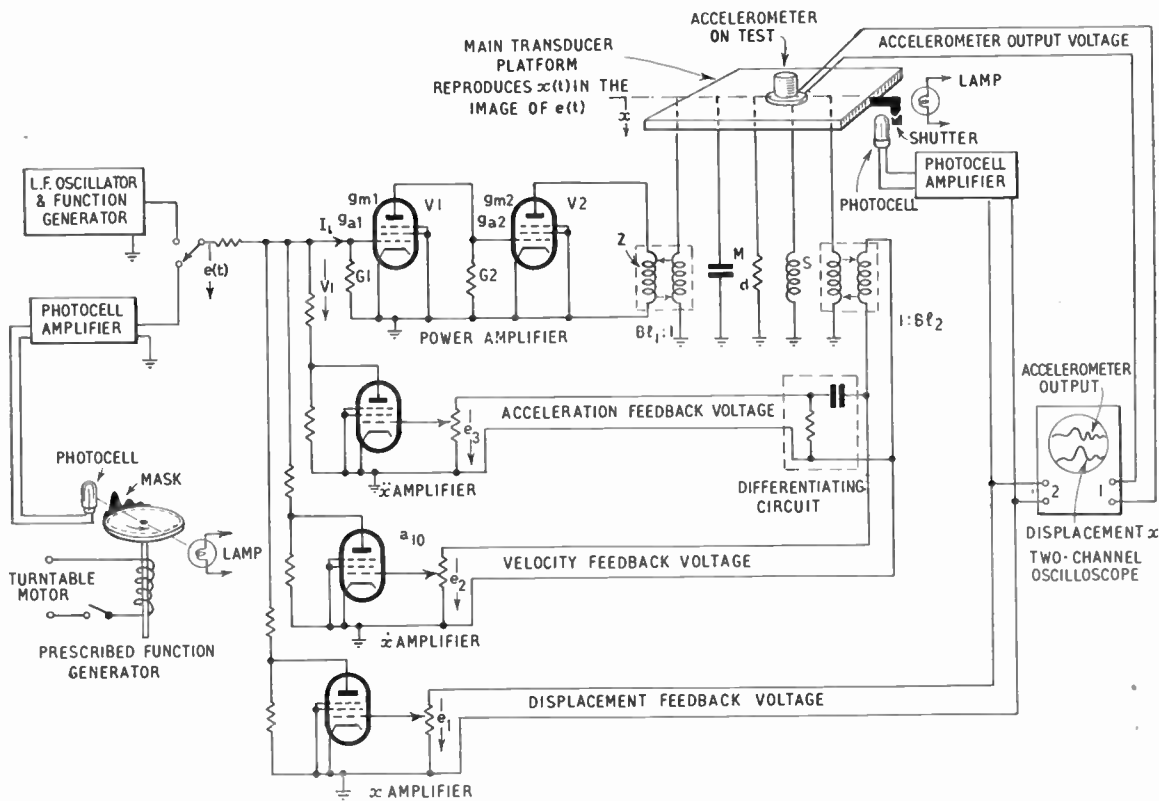 ACCELEROMETER
ON TEST
MAIN TRANSDUCER
PLATFORM
REPRODUCES x(t) IN THE
IMAGE OF e(t)
x
ACCELEROMETER OUTPUT VOLTAGE
LAMP
SHUTTER
PHOTOCELL
PHOTOCELL
AMPLIFIER
L.F. OSCILLATOR
& FUNCTION
GENERATOR
e(t)
PHOTOCELL
AMPLIFIER
I₁
gm1
ga1
V1
gm2
ga2
V2
V1
G1
G2
POWER AMPLIFIER
Z
Bℓ₁:1
M
d
S
1:Bℓ₂
ACCELERATION FEEDBACK VOLTAGE
e₃
ẍ AMPLIFIER
DIFFERENTIATING
CIRCUIT
ACCELEROMETER
OUTPUT
2
1
DISPLACEMENT x
TWO-CHANNEL
OSCILLOSCOPE
PHOTOCELL
MASK
LAMP
TURNTABLE
MOTOR
PRESCRIBED FUNCTION
GENERATOR
a₁₀
VELOCITY FEEDBACK VOLTAGE
e₂
ẋ AMPLIFIER
DISPLACEMENT FEEDBACK VOLTAGE
e₁
x AMPLIFIER